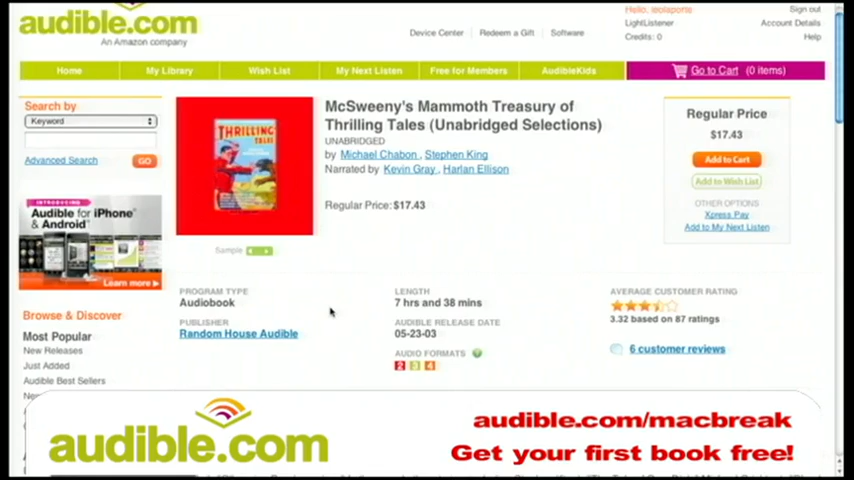 audible.com
An Amazon company
Device Center
Redeem a Gift
Software
Hello, leolaporte
LightListener
Credits: 0
Sign out
Account Details
Help
Home
My Library
Wish List
My Next Listen
Free for Members
AudibleKids
Go to Cart (0 items)
Search by
Keyword
Advanced Search
GO
INTRODUCING
Audible for iPhone
& Android™
Learn more
Browse & Discover
Most Popular
New Releases
Just Added
Audible Best Sellers
THRILLING
TALES
Sample
McSweeny's Mammoth Treasury of
Thrilling Tales (Unabridged Selections)
UNABRIDGED
by Michael Chabon, Stephen King
Narrated by Kevin Gray, Harlan Ellison
Regular Price: $17.43
Regular Price
$17.43
Add to Cart
Add to Wish List
OTHER OPTIONS
Xpress Pay
Add to My Next Listen
PROGRAM TYPE
Audiobook
PUBLISHER
Random House Audible
LENGTH
7 hrs and 38 mins
AUDIBLE RELEASE DATE
05-23-03
AUDIO FORMATS ?
2 3 4
AVERAGE CUSTOMER RATING
3.32 based on 87 ratings
6 customer reviews
audible.com
audible.com/macbreak
Get your first book free!